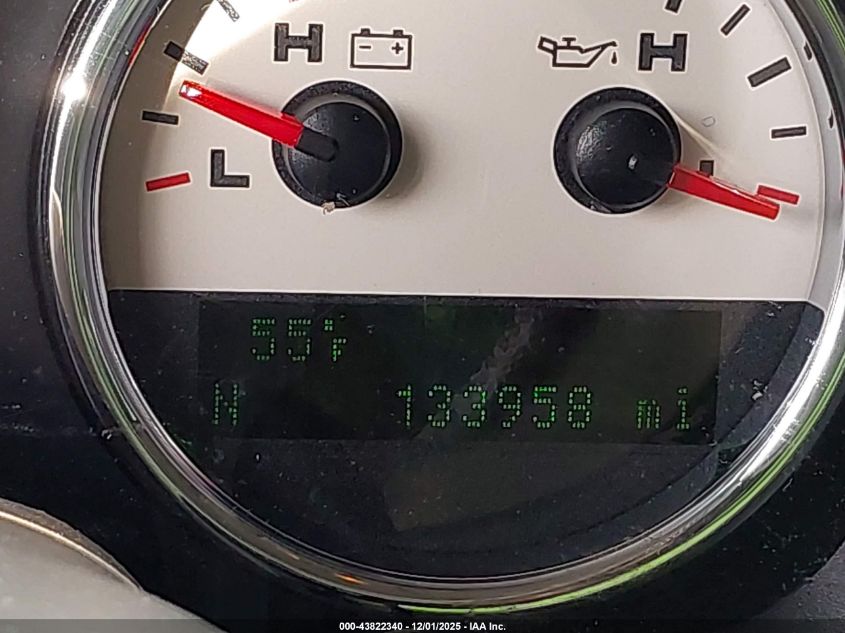 H - + H
L L
55°F
N 133958 mi
000-43822340 - 12/01/2025 - IAA Inc.